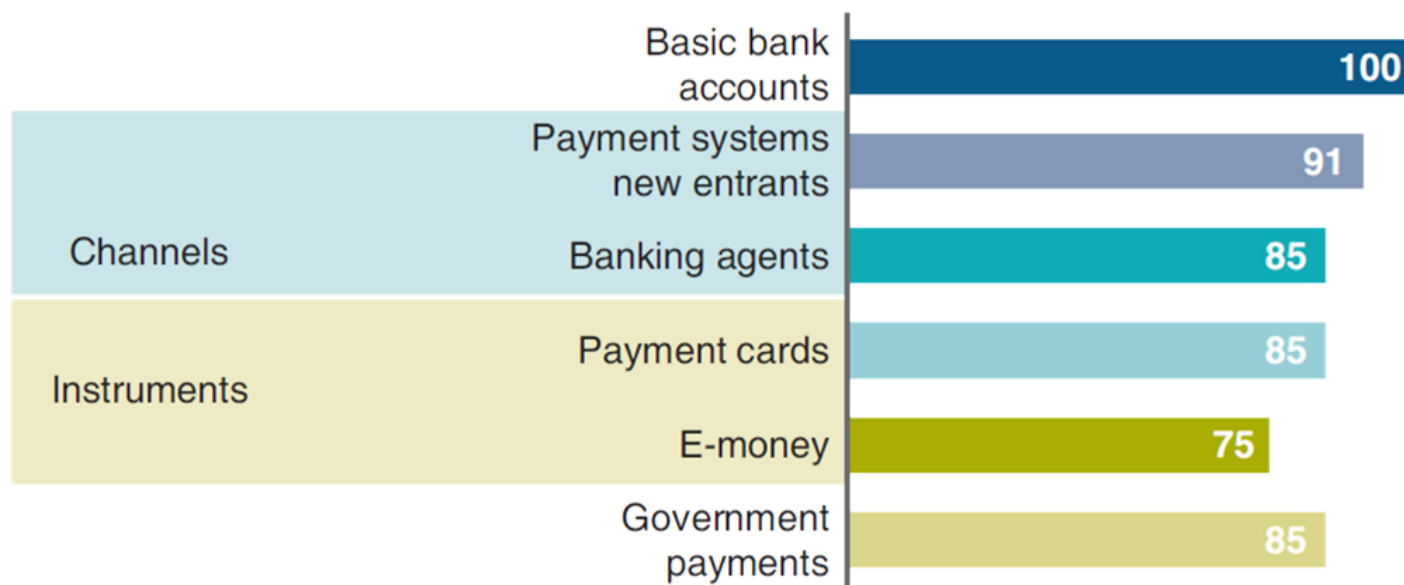 Basic bank
accounts
100
Payment systems
new entrants
91
Channels
Banking agents
85
Payment cards
85
Instruments
E-money
75
Government
payments
85